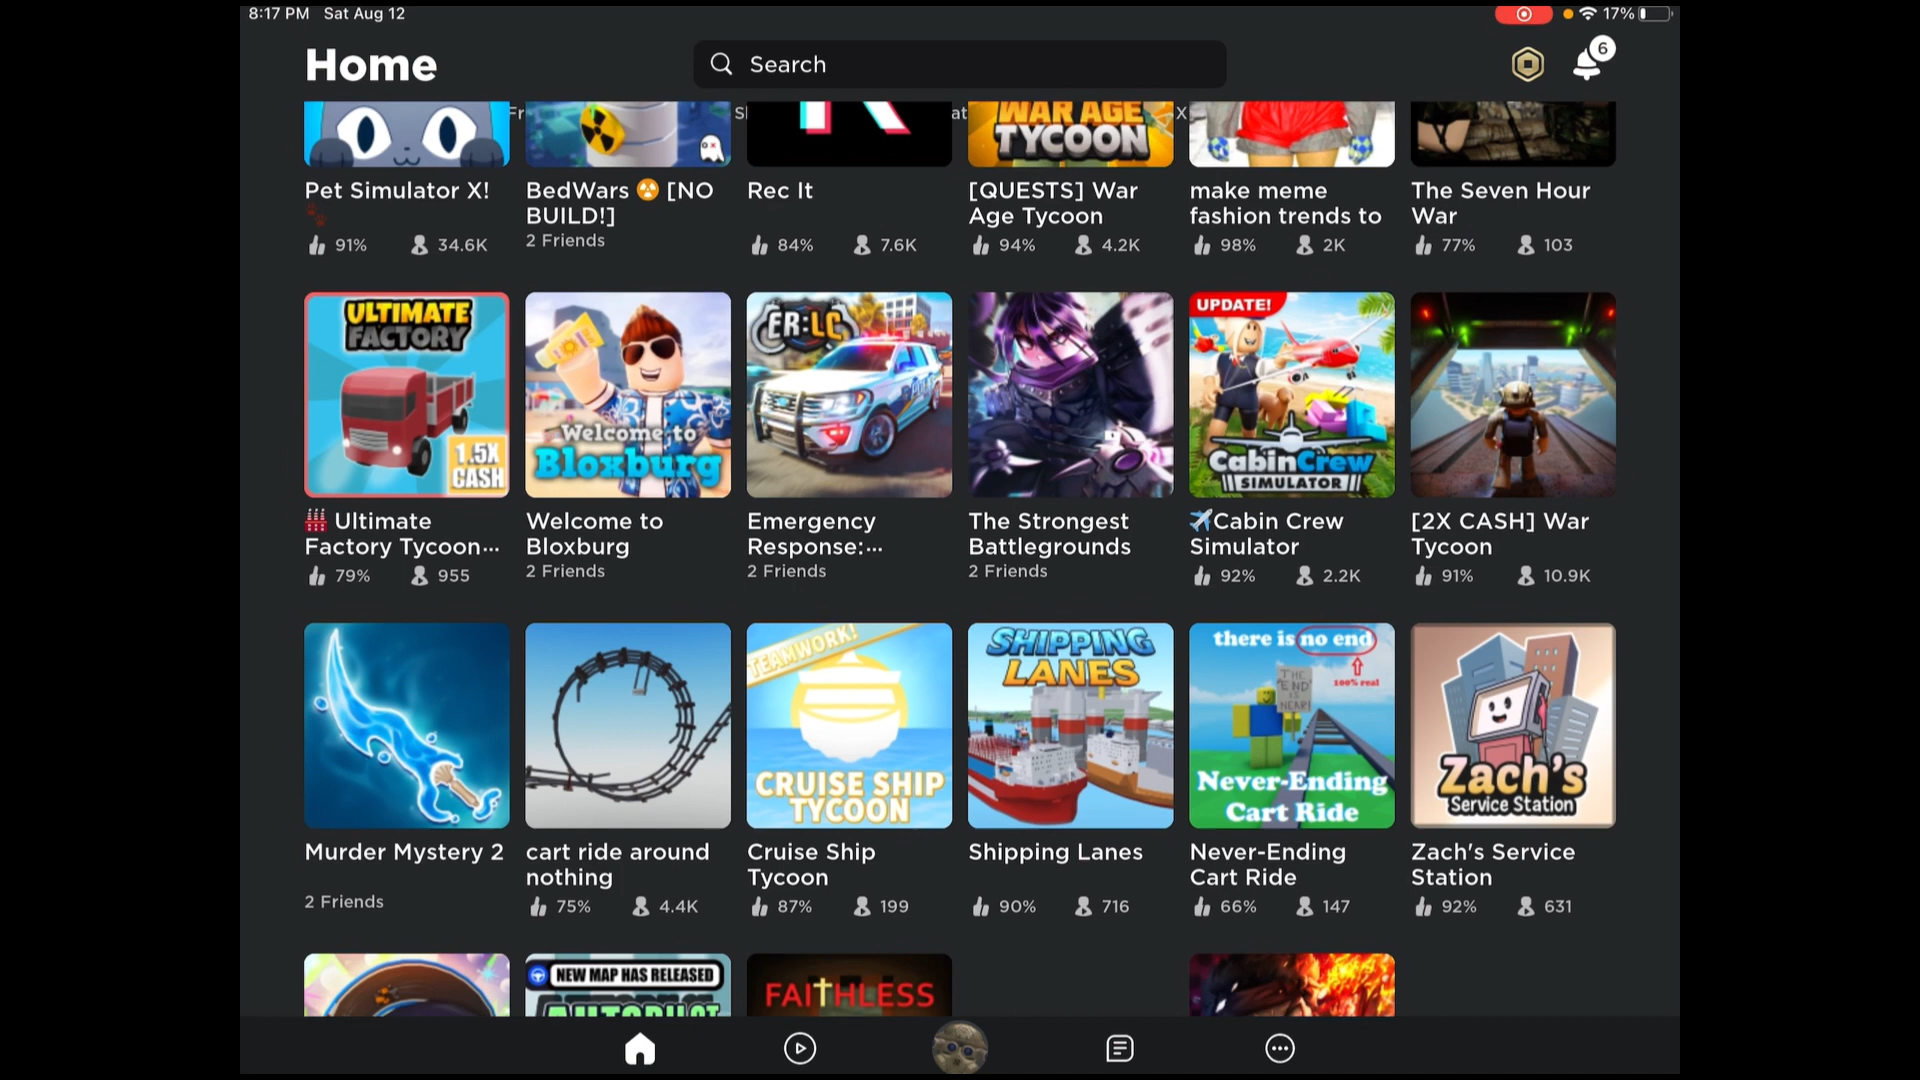 8:17 PM Sat Aug 12
17%
Home
Search
6
Fr
WAR AGE
TYCOON
Pet Simulator X!
91% 34.6K
BedWars ☢ [NO
BUILD!]
2 Friends
Rec It
84% 7.6K
[QUESTS] War
Age Tycoon
94% 4.2K
make meme
fashion trends to
98% 2K
The Seven Hour
War
77% 103
ULTIMATE
FACTORY
1.5X
CASH
Ultimate
Factory Tycoon...
79% 955
Welcome to
Bloxburg
Welcome to
Bloxburg
2 Friends
ER:LC
Emergency
Response:...
2 Friends
The Strongest
Battlegrounds
2 Friends
UPDATE!
CabinCrew
SIMULATOR
Cabin Crew
Simulator
92% 2.2K
[2X CASH] War
Tycoon
91% 10.9K
Murder Mystery 2
2 Friends
cart ride around
nothing
75% 4.4K
TEAMWORK!
CRUISE SHIP
TYCOON
Cruise Ship
Tycoon
87% 199
SHIPPING
LANES
Shipping Lanes
90% 716
there is no end
100% real
THE
END
IS
NEAR!
Never-Ending
Cart Ride
Never-Ending
Cart Ride
66% 147
Zach's
Service Station
Zach's Service
Station
92% 631
NEW MAP HAS RELEASED
FAITHLESS